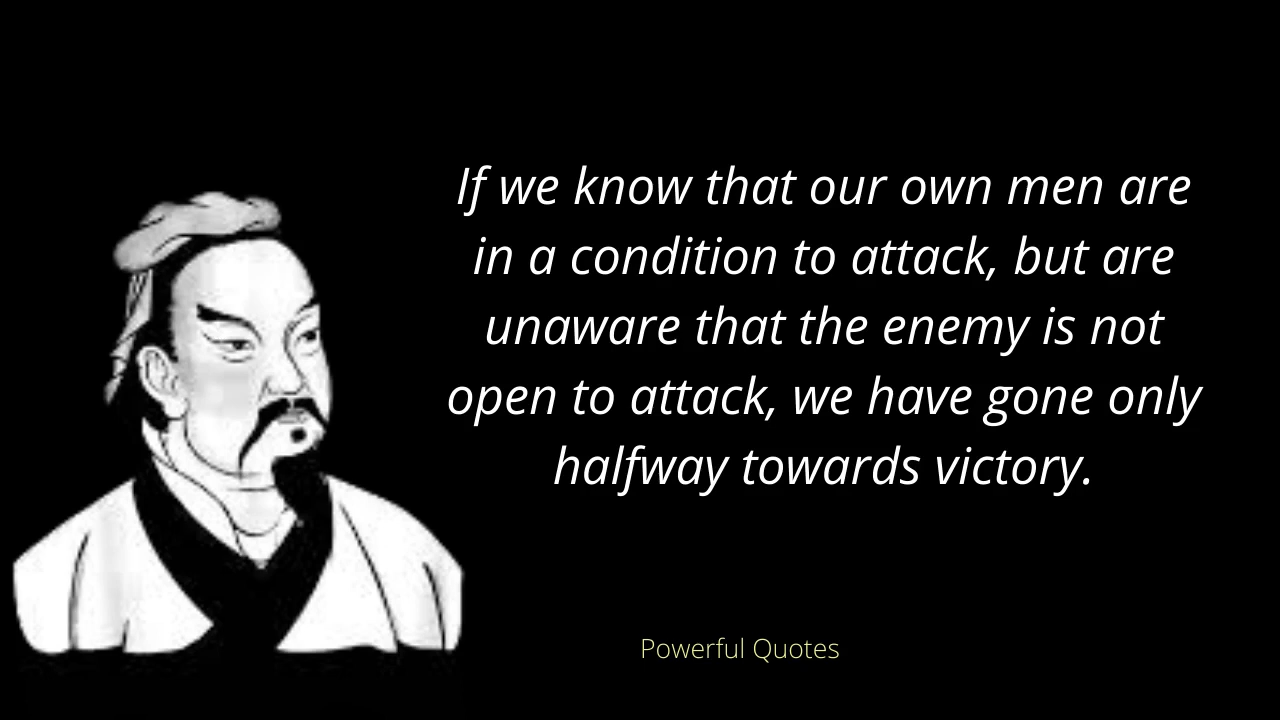 If we know that our own men are
in a condition to attack, but are
unaware that the enemy is not
open to attack, we have gone only
halfway towards victory.
Powerful Quotes